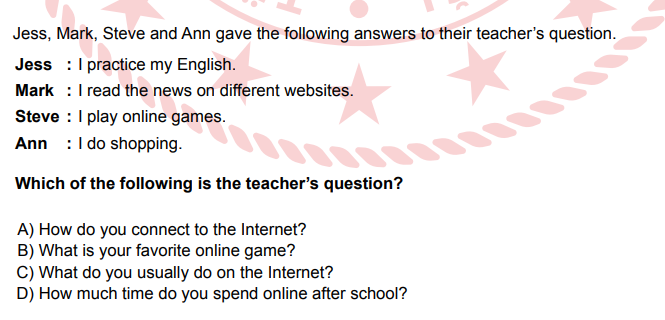 Jess, Mark, Steve and Ann gave the following answers to their teacher's question.
Jess : I practice my English.
Mark : I read the news on different websites.
Steve : I play online games.
Ann : I do shopping.
Which of the following is the teacher's question?
A) How do you connect to the Internet?
B) What is your favorite online game?
C) What do you usually do on the Internet?
D) How much time do you spend online after school?